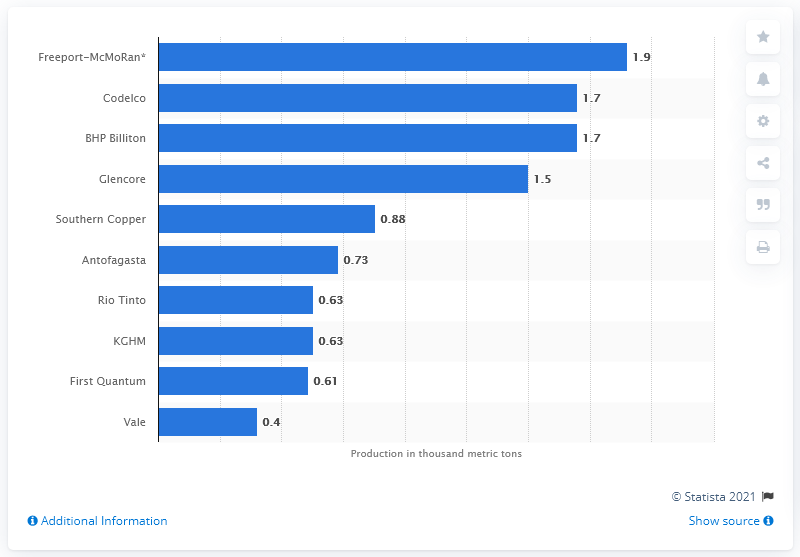 Freeport-McMoRan* 1.9
Codelco 1.7
BHP Billiton 1.7
Glencore 1.5
Southern Copper 0.88
Antofagasta 0.73
Rio Tinto 0.63
KGHM 0.63
First Quantum 0.61
Vale 0.4
Production in thousand metric tons
© Statista 2021
Additional Information
Show source